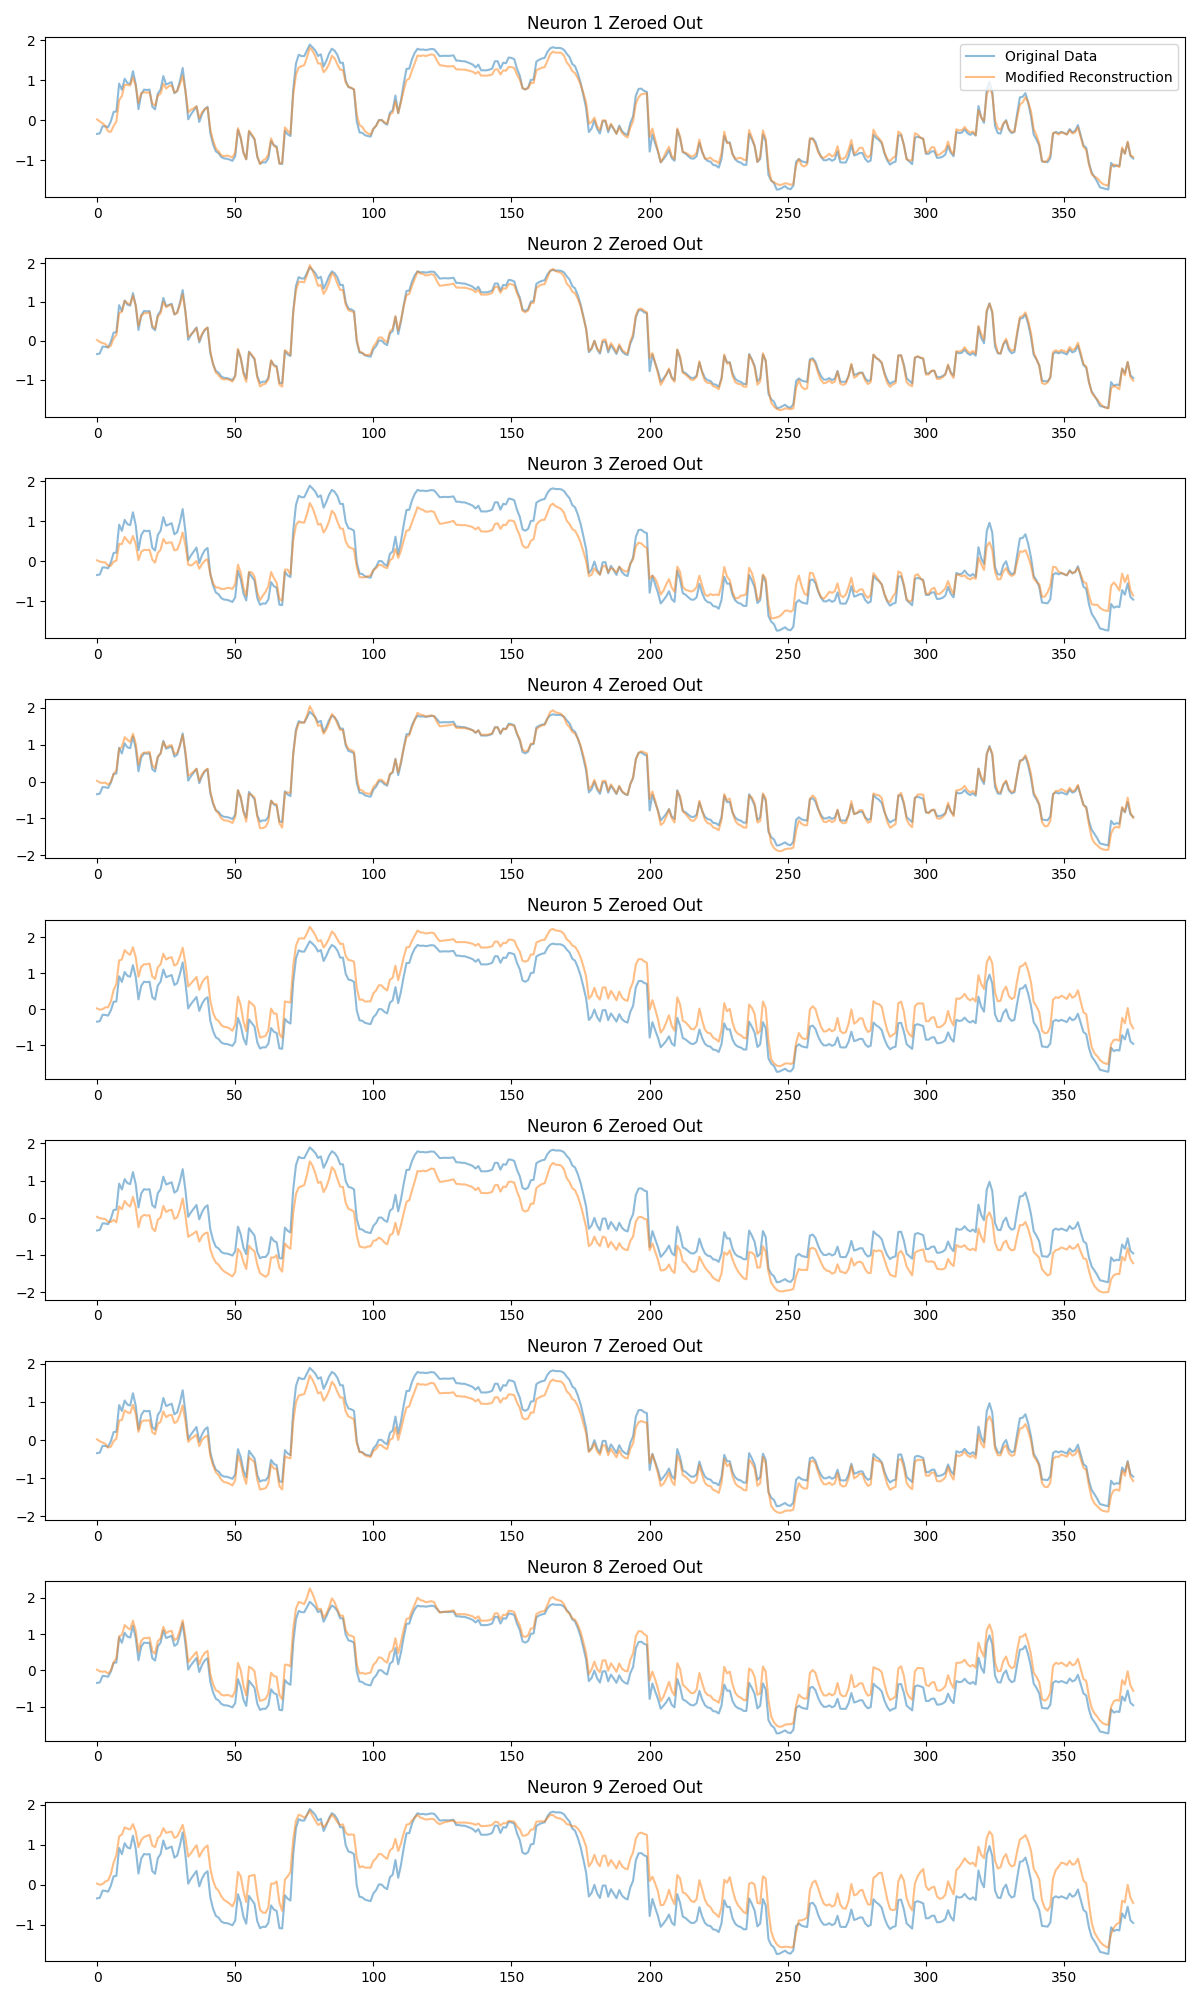 Neuron 1 Zeroed Out
Original Data
Modified Reconstruction
2
1
0
−1
0 50 100 150 200 250 300 350
Neuron 2 Zeroed Out
2
1
0
−1
0 50 100 150 200 250 300 350
Neuron 3 Zeroed Out
2
1
0
−1
0 50 100 150 200 250 300 350
Neuron 4 Zeroed Out
2
1
0
−1
−2
0 50 100 150 200 250 300 350
Neuron 5 Zeroed Out
2
1
0
−1
0 50 100 150 200 250 300 350
Neuron 6 Zeroed Out
2
1
0
−1
−2
0 50 100 150 200 250 300 350
Neuron 7 Zeroed Out
2
1
0
−1
−2
0 50 100 150 200 250 300 350
Neuron 8 Zeroed Out
2
1
0
−1
0 50 100 150 200 250 300 350
Neuron 9 Zeroed Out
2
1
0
−1
0 50 100 150 200 250 300 350